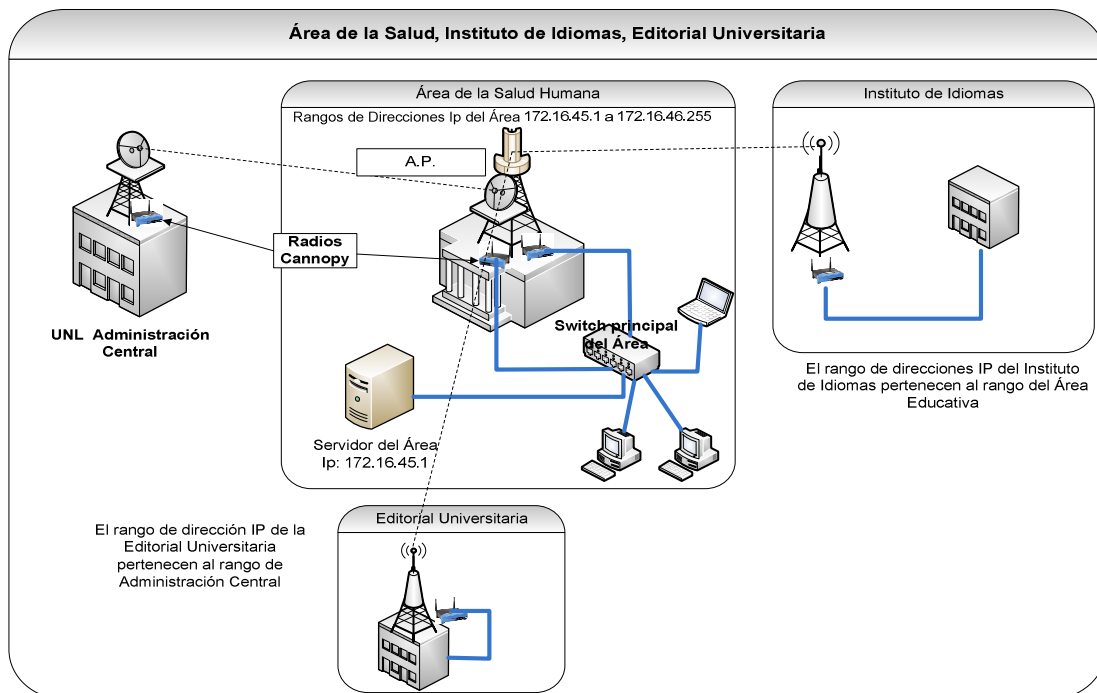 Área de la Salud, Instituto de Idiomas, Editorial Universitaria
Área de la Salud Humana
Rangos de Direcciones Ip del Área 172.16.45.1 a 172.16.46.255
A.P.
Radios
Cannopy
UNL Administración
Central
Switch principal
del Área
Servidor del Área
Ip: 172.16.45.1
Instituto de Idiomas
El rango de direcciones IP del Instituto
de Idiomas pertenecen al rango del Área
Educativa
El rango de dirección IP de la
Editorial Universitaria
pertenecen al rango de
Administración Central
Editorial Universitaria